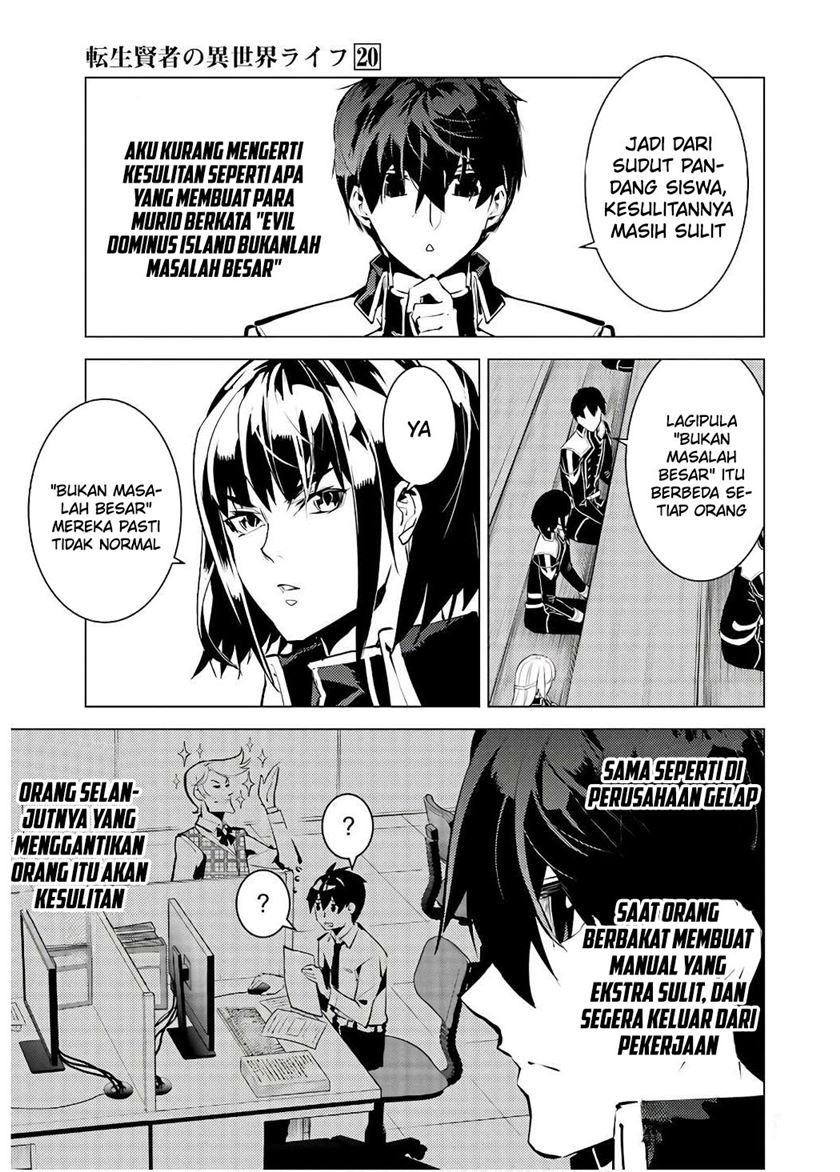 転生賢者の異世界ライフ 20
JADI DARI
SUDUT PAN-
DANG SISWA,
KESULITANNYA
MASIH SULIT
AKU KURANG MENGERTI
KESULITAN SEPERTI APA
YANG MEMBUAT PARA
MURID BERKATA "EVIL
DOMINUS ISLAND BUKANLAH
MASALAH BESAR"
LAGIPULA
"BUKAN
MASALAH
BESAR" ITU
BERBEDA SE-
TIAP ORANG
YA
"BUKAN MASA-
LAH BESAR"
MEREKA PASTI
TIDAK NORMAL
SAMA SEPERTI DI
PERUSAHAAN GELAP
SAAT ORANG
BERBAKAT MEMBUAT
MANUAL YANG
EKSTRA SULIT, DAN
SEGERA KELUAR DARI
PEKERJAAN
?
?
ORANG SELAN-
JUTNYA YANG
MENGGANTIKAN
ORANG ITU AKAN
KESULITAN